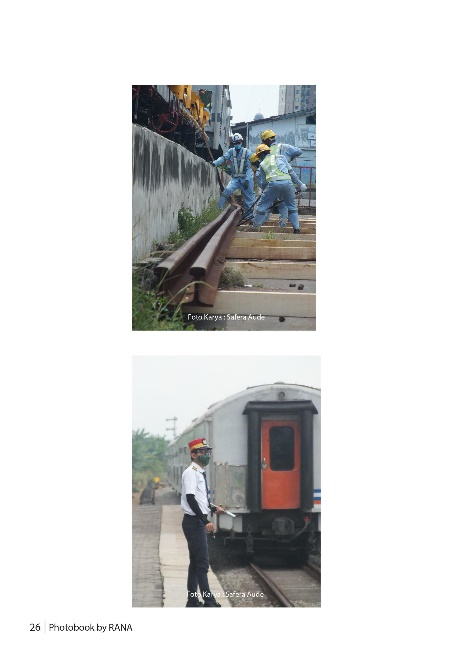 Foto Karya : Safera Aude
Foto Karya : Safera Aude
26 | Photobook by RANA